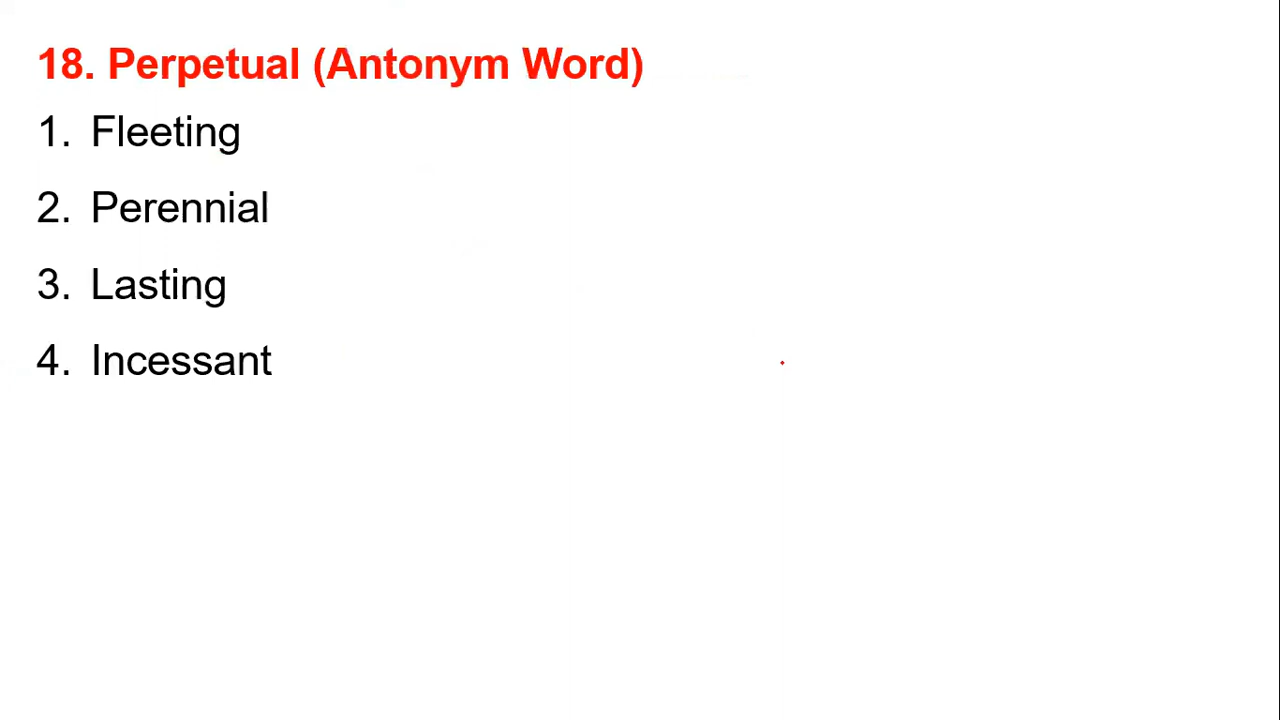 18. Perpetual (Antonym Word)
1. Fleeting
2. Perennial
3. Lasting
4. Incessant